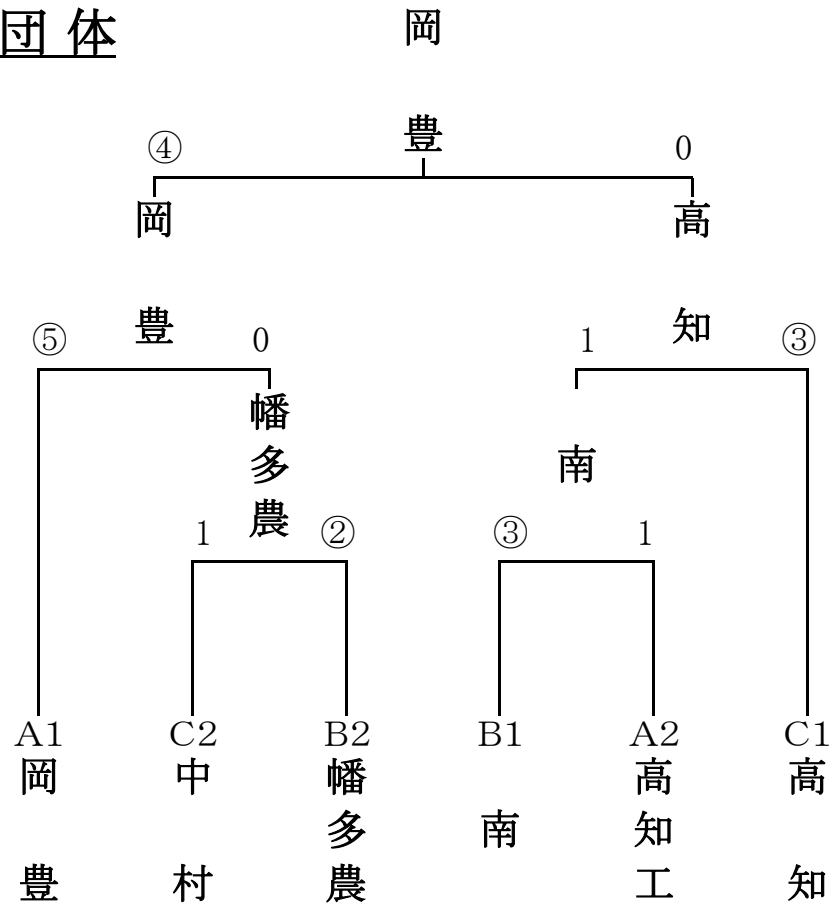 団体
岡豊
④ 0
岡豊 高知
⑤ 0 1 ③
幡多農 南
1 ② ③ 1
A1 C2 B2 B1 A2 C1
岡豊 中村 幡多農 南 高知工 高知